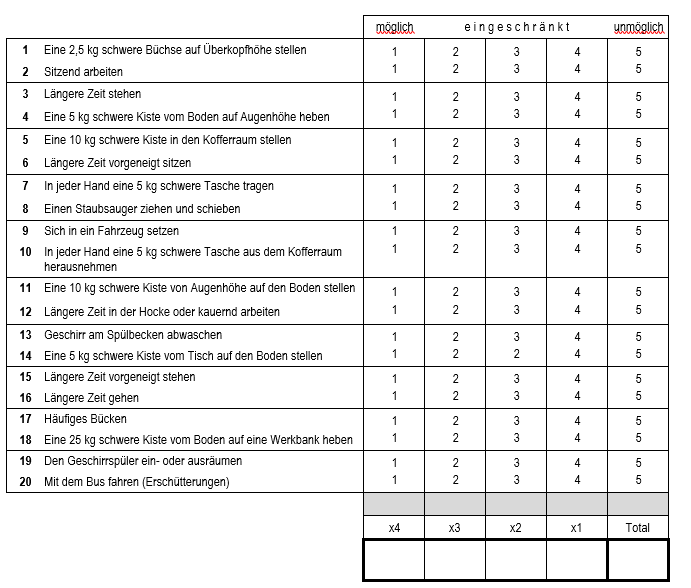 möglich eingeschränkt unmöglich
1 Eine 2,5 kg schwere Büchse auf Überkopfhöhe stellen 1 2 3 4 5
2 Sitzend arbeiten 1 2 3 4 5
3 Längere Zeit stehen 1 2 3 4 5
4 Eine 5 kg schwere Kiste vom Boden auf Augenhöhe heben 1 2 3 4 5
5 Eine 10 kg schwere Kiste in den Kofferraum stellen 1 2 3 4 5
6 Längere Zeit vorgeneigt sitzen 1 2 3 4 5
7 In jeder Hand eine 5 kg schwere Tasche tragen 1 2 3 4 5
8 Einen Staubsauger ziehen und schieben 1 2 3 4 5
9 Sich in ein Fahrzeug setzen 1 2 3 4 5
10 In jeder Hand eine 5 kg schwere Tasche aus dem Kofferraum 1 2 3 4 5
herausnehmen
11 Eine 10 kg schwere Kiste von Augenhöhe auf den Boden stellen 1 2 3 4 5
12 Längere Zeit in der Hocke oder kauernd arbeiten 1 2 3 4 5
13 Geschirr am Spülbecken abwaschen 1 2 3 4 5
14 Eine 5 kg schwere Kiste vom Tisch auf den Boden stellen 1 2 2 4 5
15 Längere Zeit vorgeneigt stehen 1 2 3 4 5
16 Längere Zeit gehen 1 2 3 4 5
17 Häufiges Bücken 1 2 3 4 5
18 Eine 25 kg schwere Kiste vom Boden auf eine Werkbank heben 1 2 3 4 5
19 Den Geschirrspüler ein- oder ausräumen 1 2 3 4 5
20 Mit dem Bus fahren (Erschütterungen) 1 2 3 4 5
x4 x3 x2 x1 Total